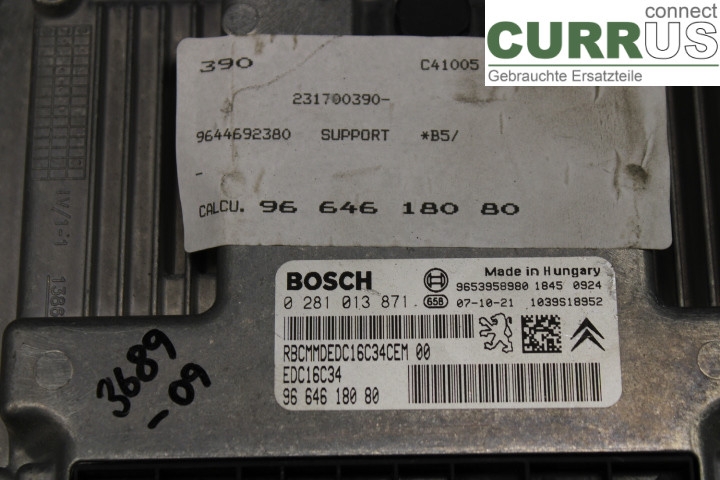 connect
CURRUS
Gebrauchte Ersatzteile
390 C41005
231700390-
9644692380 SUPPORT *B5/
-
CALCU. 96 646 180 80
BOSCH Made in Hungary
9653958980 1845 0924
0 281 013 871 658 07-10-21 1039S18952
RBCMMDEDC16C34CEM 00
EDC16C34
96 646 180 80
3689
-09